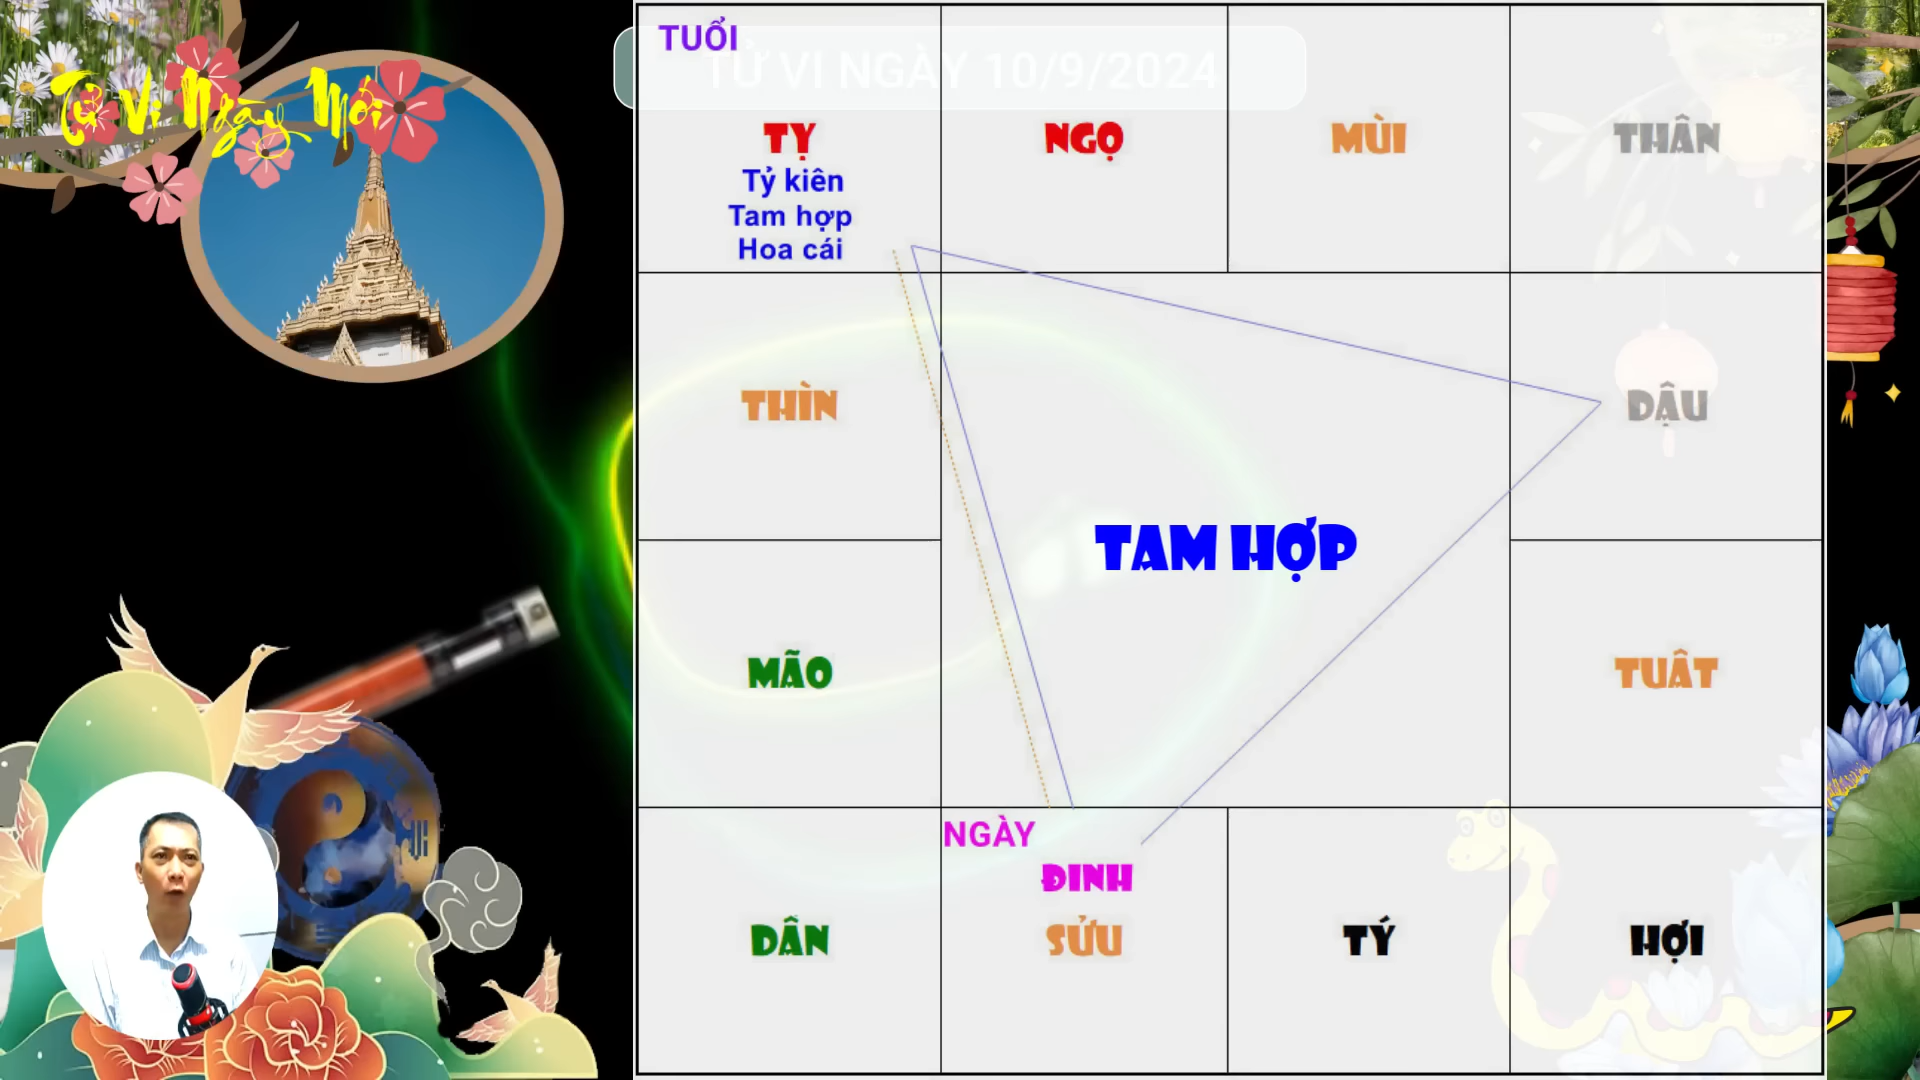 Tử Vi Ngày Mới
TỬ VI NGÀY 10/9/2024
TUỔI
TỴ
Tỷ kiên
Tam hợp
Hoa cái
NGỌ
MÙI
THÂN
THÌN
DẬU
TAM HỢP
MÃO
TUẤT
NGÀY
ĐINH
DẦN
SỬU
TÝ
HỢI